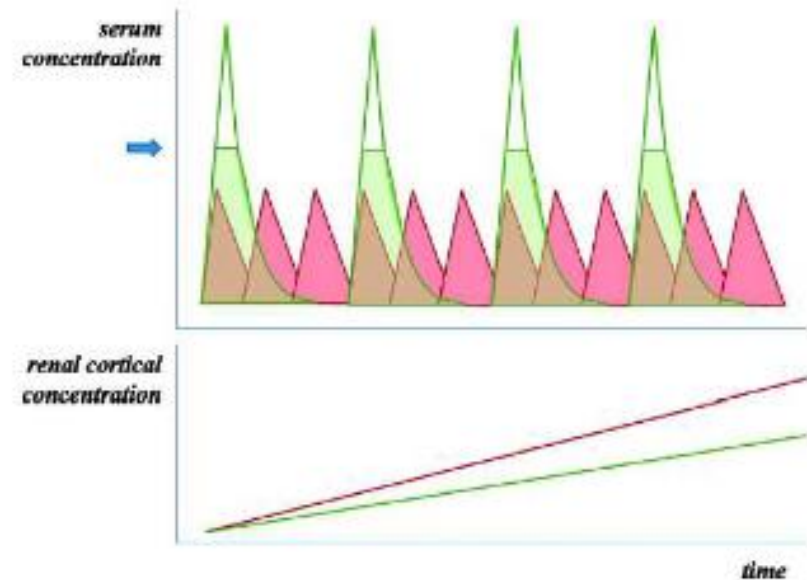 serum
concentration
renal cortical
concentration
time